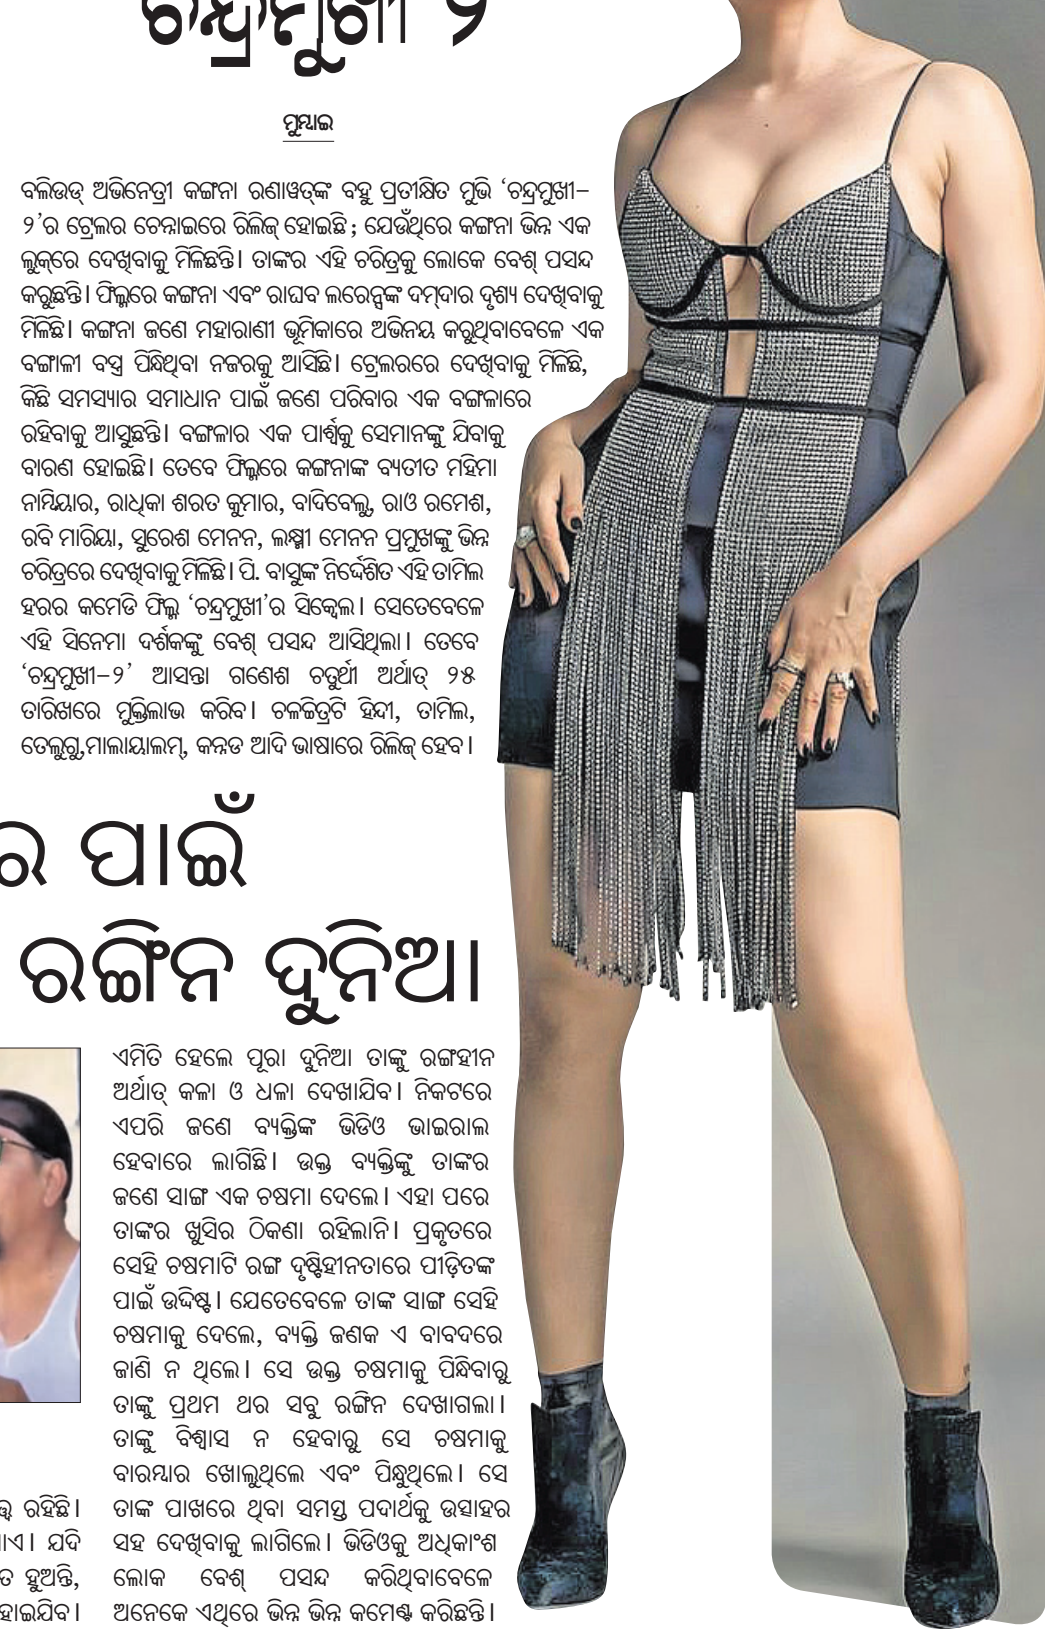 ଚନ୍ଦ୍ରମୁଖୀ ୨
ମୁମ୍ବାଇ
ବଲିଉଡ୍ ଅଭିନେତ୍ରୀ କଙ୍ଗନା ରଣାୱତ୍‌ଙ୍କ ବହୁ ପ୍ରତୀକ୍ଷିତ ମୁଭି ‘ଚନ୍ଦ୍ରମୁଖୀ–
୨’ର ଟ୍ରେଲର ଚେନ୍ନାଇରେ ରିଲିଜ୍ ହୋଇଛି; ଯେଉଁଥିରେ କଙ୍ଗନା ଭିନ୍ନ ଏକ
ଲୁକ୍‌ରେ ଦେଖିବାକୁ ମିଳିଛନ୍ତି। ତାଙ୍କର ଏହି ଚରିତ୍ରକୁ ଲୋକେ ବେଶ୍ ପସନ୍ଦ
କରୁଛନ୍ତି। ଫିଲ୍ମରେ କଙ୍ଗନା ଏବଂ ରାଘବ ଲରେନ୍ସଙ୍କ ଦମ୍‌ଦାର ଦୃଶ୍ୟ ଦେଖିବାକୁ
ମିଳିଛି। କଙ୍ଗନା ଜଣେ ମହାରାଣୀ ଭୂମିକାରେ ଅଭିନୟ କରୁଥିବାବେଳେ ଏକ
ବଙ୍ଗାଳୀ ବସ୍ତ୍ର ପିନ୍ଧିଥିବା ନଜରକୁ ଆସିଛି। ଟ୍ରେଲରରେ ଦେଖିବାକୁ ମିଳିଛି,
କିଛି ସମସ୍ୟାର ସମାଧାନ ପାଇଁ ଜଣେ ପରିବାର ଏକ ବଙ୍ଗଳାରେ
ରହିବାକୁ ଆସୁଛନ୍ତି। ବଙ୍ଗଳାର ଏକ ପାର୍ଶ୍ୱକୁ ସେମାନଙ୍କୁ ଯିବାକୁ
ବାରଣ ହୋଇଛି। ତେବେ ଫିଲ୍ମରେ କଙ୍ଗନାଙ୍କ ବ୍ୟତୀତ ମହିମା
ନାମ୍ବିୟାର, ରାଧିକା ଶରତ କୁମାର, ବାଦିବେଲୁ, ରାଓ ରମେଶ,
ରବି ମାରିୟା, ସୁରେଶ ମେନନ, ଲକ୍ଷ୍ମୀ ମେନନ ପ୍ରମୁଖଙ୍କୁ ଭିନ୍ନ
ଚରିତ୍ରରେ ଦେଖିବାକୁ ମିଳିଛି। ପି. ବାସୁଙ୍କ ନିର୍ଦ୍ଦେଶିତ ଏହି ତାମିଲ
ହରର କମେଡି ଫିଲ୍ମ ‘ଚନ୍ଦ୍ରମୁଖୀ’ର ସିକ୍ୱେଲ। ସେତେବେଳେ
ଏହି ସିନେମା ଦର୍ଶକଙ୍କୁ ବେଶ୍ ପସନ୍ଦ ଆସିଥିଲା। ତେବେ
‘ଚନ୍ଦ୍ରମୁଖୀ–୨’ ଆସନ୍ତା ଗଣେଶ ଚତୁର୍ଥୀ ଅର୍ଥାତ୍ ୨୫
ତାରିଖରେ ମୁକ୍ତିଲାଭ କରିବ। ଚଳଚ୍ଚିତ୍ରଟି ହିନ୍ଦୀ, ତାମିଲ,
ତେଲୁଗୁ,ମାଲାୟାଲମ୍, କନ୍ନଡ ଆଦି ଭାଷାରେ ରିଲିଜ୍ ହେବ।
ର ପାଇଁ
ରଙ୍ଗିନ ଦୁନିଆ
ଏମିତି ହେଲେ ପୂରା ଦୁନିଆ ତାଙ୍କୁ ରଙ୍ଗହୀନ
ଅର୍ଥାତ୍ କଳା ଓ ଧଳା ଦେଖାଯିବ। ନିକଟରେ
ଏପରି ଜଣେ ବ୍ୟକ୍ତିଙ୍କ ଭିଡିଓ ଭାଇରାଲ
ହେବାରେ ଲାଗିଛି। ଉକ୍ତ ବ୍ୟକ୍ତିଙ୍କୁ ତାଙ୍କର
ଜଣେ ସାଙ୍ଗ ଏକ ଚଷମା ଦେଲେ। ଏହା ପରେ
ତାଙ୍କର ଖୁସିର ଠିକଣା ରହିଲାନି। ପ୍ରକୃତରେ
ସେହି ଚଷମାଟି ରଙ୍ଗ ଦୃଷ୍ଟିହୀନତାରେ ପୀଡ଼ିତଙ୍କ
ପାଇଁ ଉଦ୍ଦିଷ୍ଟ। ଯେତେବେଳେ ତାଙ୍କ ସାଙ୍ଗ ସେହି
ଚଷମାକୁ ଦେଲେ, ବ୍ୟକ୍ତି ଜଣକ ଏ ବାବଦରେ
ଜାଣି ନ ଥିଲେ। ସେ ଉକ୍ତ ଚଷମାକୁ ପିନ୍ଧିବାରୁ
ତାଙ୍କୁ ପ୍ରଥମ ଥର ସବୁ ରଙ୍ଗିନ ଦେଖାଗଲା।
ତାଙ୍କୁ ବିଶ୍ୱାସ ନ ହେବାରୁ ସେ ଚଷମାକୁ
ବାରମ୍ବାର ଖୋଲୁଥିଲେ ଏବଂ ପିନ୍ଧୁଥିଲେ। ସେ
ତାଙ୍କ ପାଖରେ ଥିବା ସମସ୍ତ ପଦାର୍ଥକୁ ଉତ୍ସାହର
ସହ ଦେଖିବାକୁ ଲାଗିଲେ। ଭିଡିଓକୁ ଅଧିକାଂଶ
ଲୋକ ବେଶ୍ ପସନ୍ଦ କରିଥିବାବେଳେ
ଅନେକେ ଏଥିରେ ଭିନ୍ନ ଭିନ୍ନ କମେଣ୍ଟ କରିଛନ୍ତି।
ରହିଛି।
ଯଦି
ତ ହୁଅନ୍ତି,
ହୋଇଯିବ।